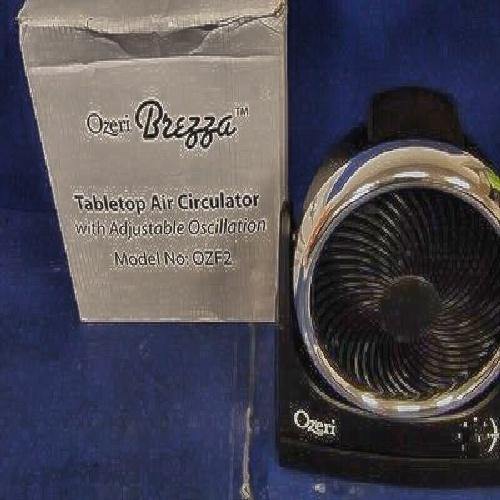 Ozeri Brezza™
Tabletop Air Circulator
with Adjustable Oscillation
Model No: OZF2
Ozeri